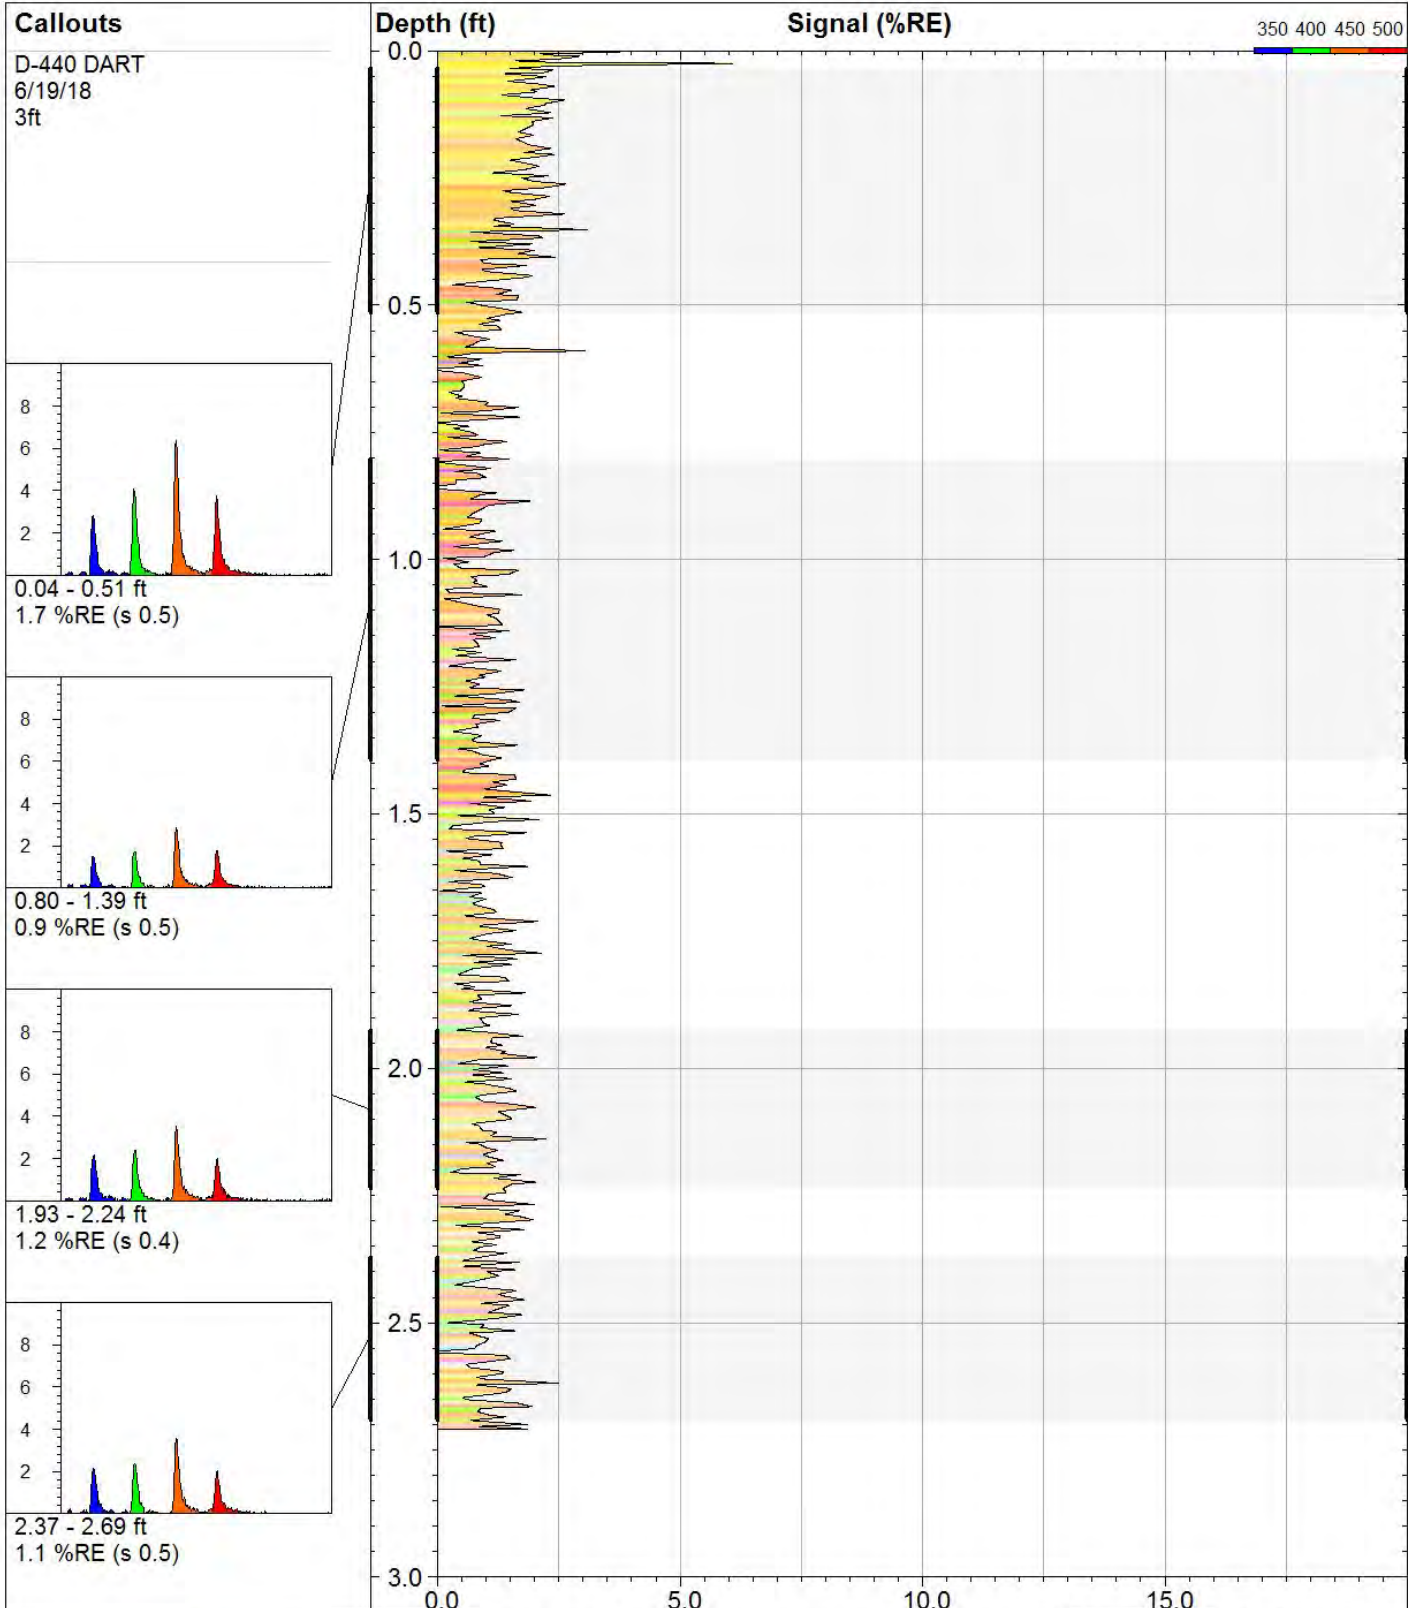 Callouts
D-440 DART
6/19/18
3ft
8
6
4
2
0.04 - 0.51 ft
1.7 %RE (s 0.5)
8
6
4
2
0.80 - 1.39 ft
0.9 %RE (s 0.5)
8
6
4
2
1.93 - 2.24 ft
1.2 %RE (s 0.4)
8
6
4
2
2.37 - 2.69 ft
1.1 %RE (s 0.5)
Depth (ft)
Signal (%RE)
350 400 450 500
0.0
0.5
1.0
1.5
2.0
2.5
3.0
0.0 5.0 10.0 15.0